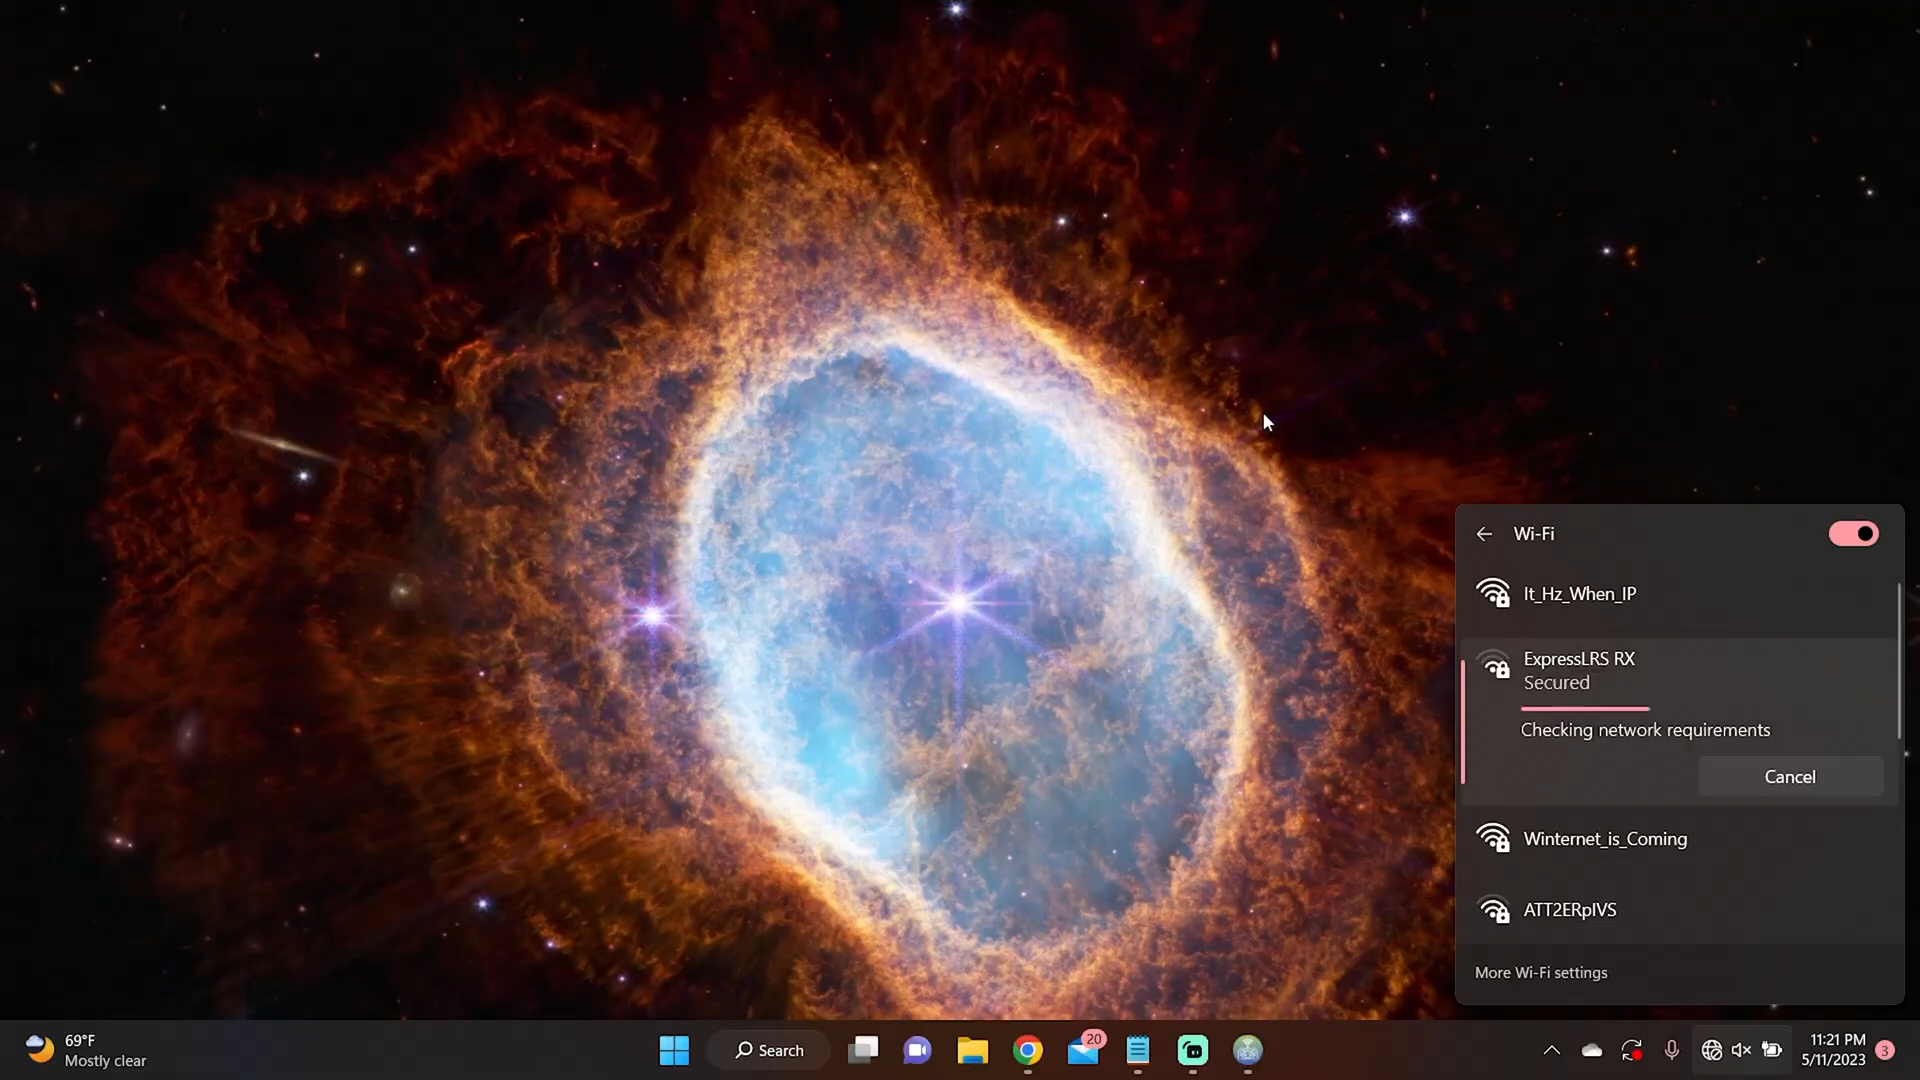 Wi-Fi
It_Hz_When_IP
ExpressLRS RX
Secured
Checking network requirements
Cancel
Winternet_is_Coming
ATT2ERpIVS
More Wi-Fi settings
69°F
Mostly clear
Search
20
11:21 PM
5/11/2023
3